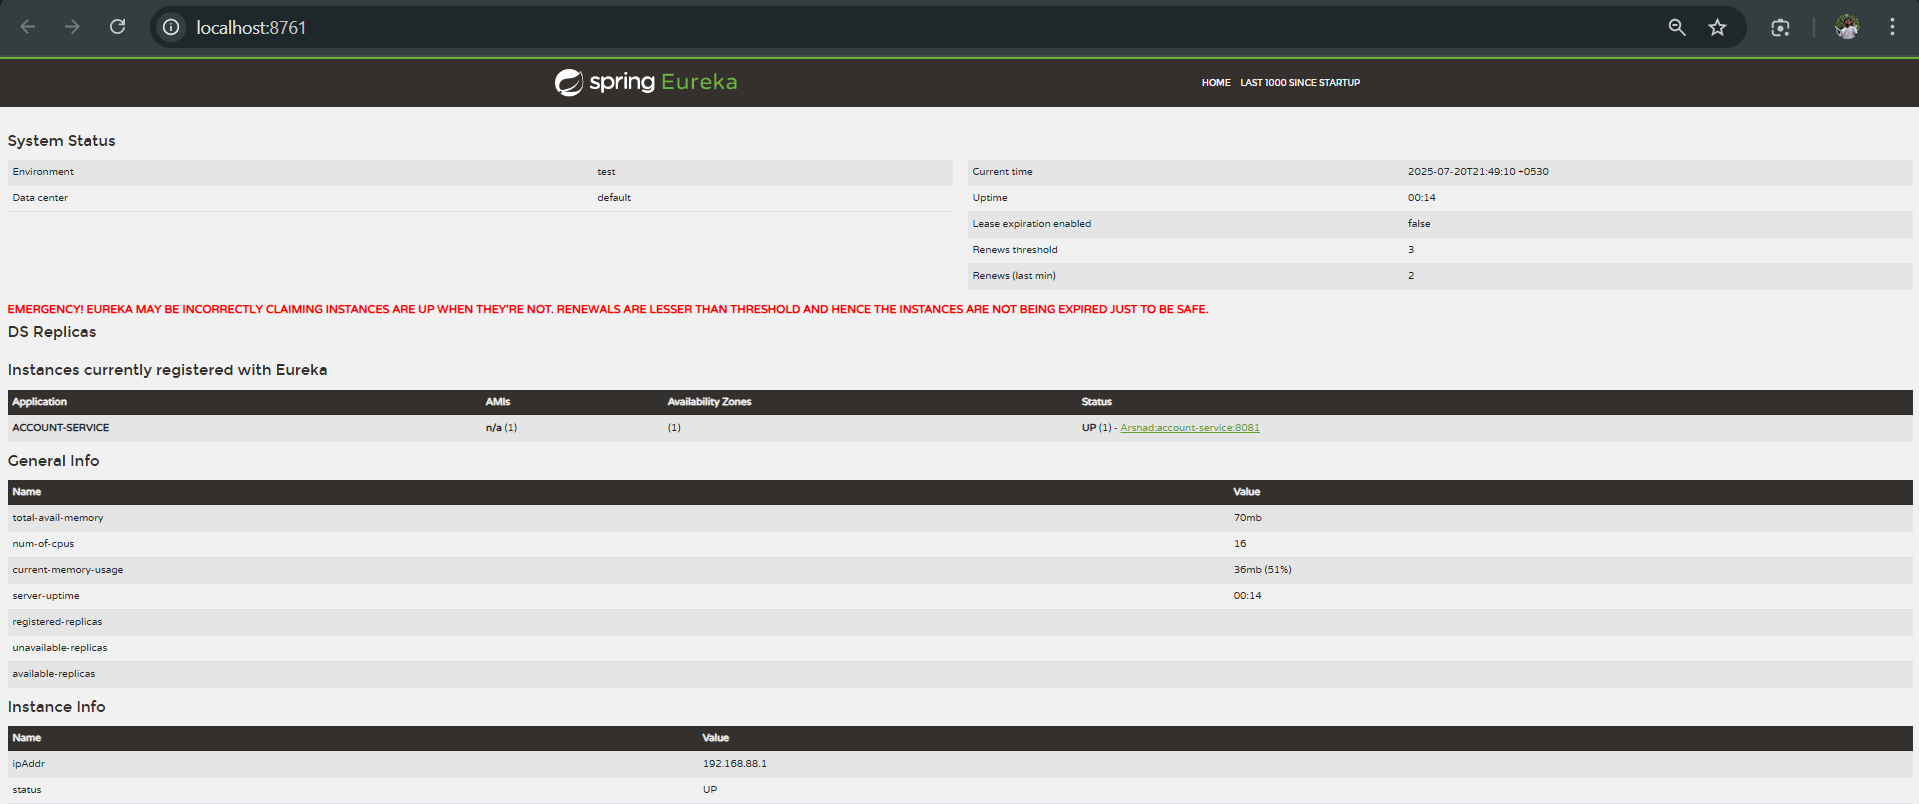 localhost:8761
spring Eureka
HOME LAST 1000 SINCE STARTUP
System Status
Environment test
Data center default
Current time 2025-07-20T21:49:10 +0530
Uptime 00:14
Lease expiration enabled false
Renews threshold 3
Renews (last min) 2
EMERGENCY! EUREKA MAY BE INCORRECTLY CLAIMING INSTANCES ARE UP WHEN THEY'RE NOT. RENEWALS ARE LESSER THAN THRESHOLD AND HENCE THE INSTANCES ARE NOT BEING EXPIRED JUST TO BE SAFE.
DS Replicas
Instances currently registered with Eureka
Application AMIs Availability Zones Status
ACCOUNT-SERVICE n/a (1) (1) UP (1) - Arshad:account-service:8081
General Info
Name Value
total-avail-memory 70mb
num-of-cpus 16
current-memory-usage 36mb (51%)
server-uptime 00:14
registered-replicas
unavailable-replicas
available-replicas
Instance Info
Name Value
ipAddr 192.168.88.1
status UP